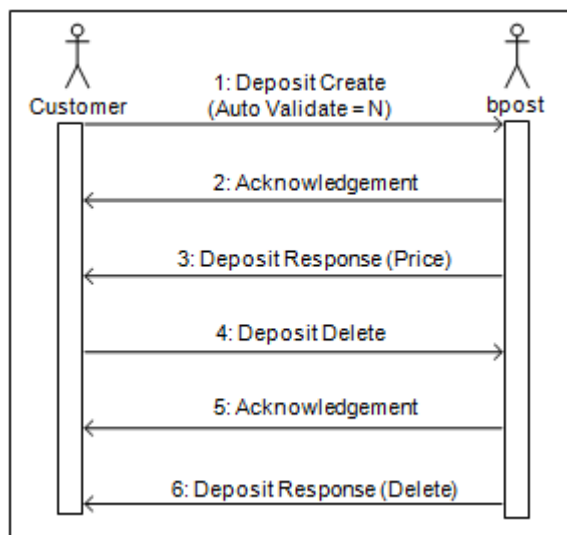 1: Deposit Create
Customer
(Auto Validate = N)
bpost
2: Acknowledgement
3: Deposit Response (Price)
4: Deposit Delete
5: Acknowledgement
6: Deposit Response (Delete)